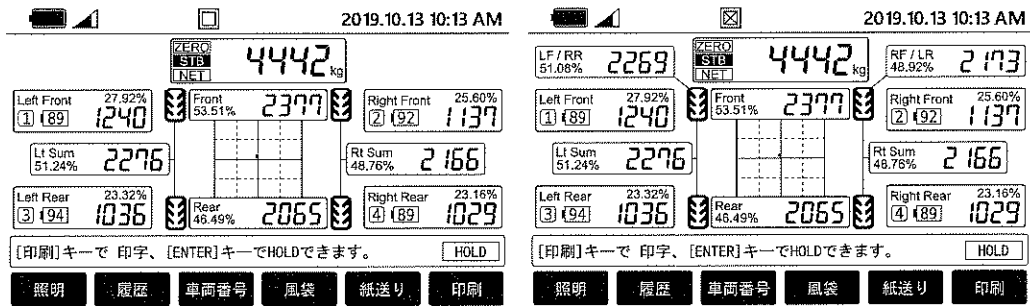 2019.10.13 10:13 AM
ZERO
STB
NET
4442 kg
Left Front 27.92%
1 89 1240
Front
53.51% 2377
Right Front 25.60%
2 92 1137
Lt Sum
51.24% 2276
Rt Sum
48.76% 2166
Left Rear 23.32%
3 94 1036
Rear
46.49% 2065
Right Rear 23.16%
4 89 1029
[印刷]キーで 印字、[ENTER]キーでHOLDできます。 HOLD
照明 履歴 車両番号 風袋 紙送り 印刷
2019.10.13 10:13 AM
LF / RR
51.08% 2269
ZERO
STB
NET
4442 kg
RF / LR
48.92% 2173
Left Front 27.92%
1 89 1240
Front
53.51% 2377
Right Front 25.60%
2 92 1137
Lt Sum
51.24% 2276
Rt Sum
48.76% 2166
Left Rear 23.32%
3 94 1036
Rear
46.49% 2065
Right Rear 23.16%
4 89 1029
[印刷]キーで 印字、[ENTER]キーでHOLDできます。 HOLD
照明 履歴 車両番号 風袋 紙送り 印刷